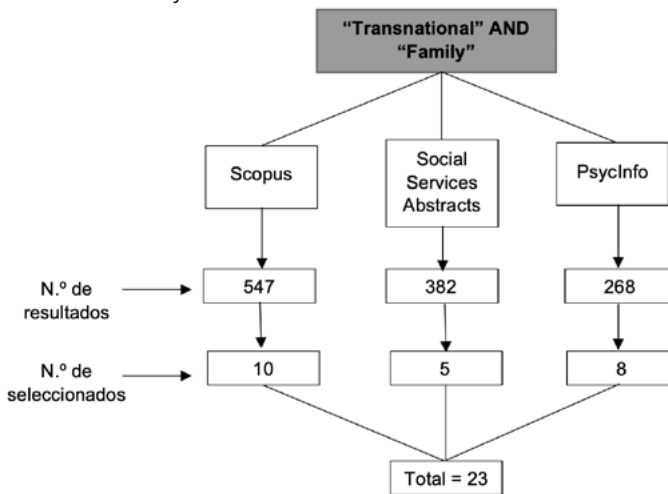 “Transnational” AND
“Family”
Scopus
Social
Services
Abstracts
PsycInfo
N.º de
resultados
547
382
268
N.º de
seleccionados
10
5
8
Total = 23